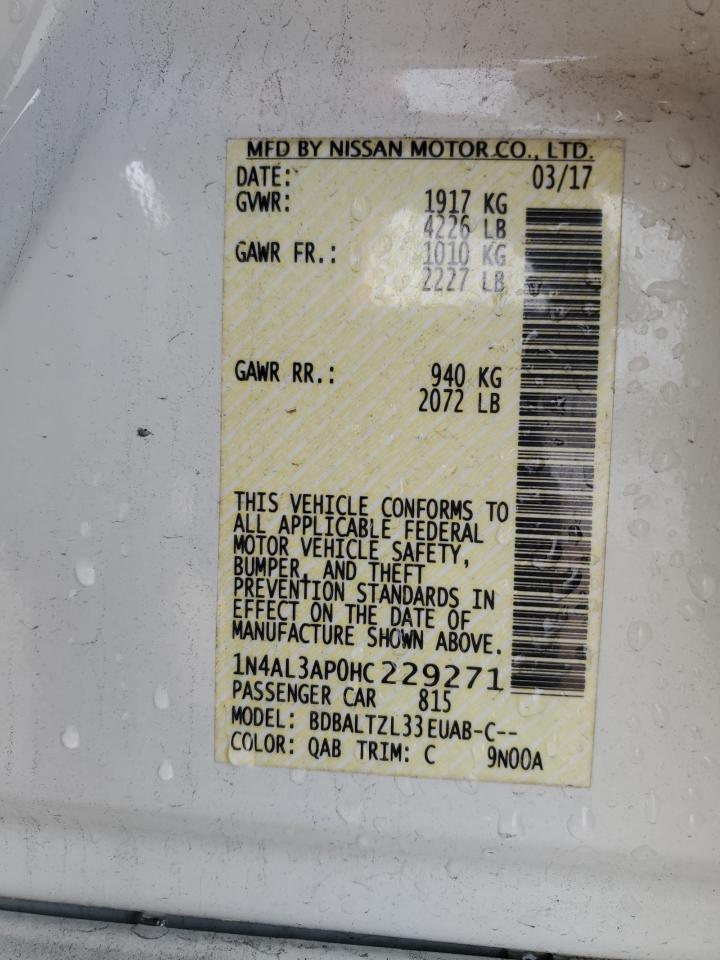 MFD BY NISSAN MOTOR CO., LTD.
DATE: 03/17
GVWR: 1917 KG
4226 LB
GAWR FR.: 1010 KG
2227 LB
GAWR RR.: 940 KG
2072 LB
THIS VEHICLE CONFORMS TO
ALL APPLICABLE FEDERAL
MOTOR VEHICLE SAFETY,
BUMPER, AND THEFT
PREVENTION STANDARDS IN
EFFECT ON THE DATE OF
MANUFACTURE SHOWN ABOVE.
1N4AL3AP0HC229271
PASSENGER CAR 815
MODEL: BDBALTZL33EUAB-C--
COLOR: QAB TRIM: C 9N00A